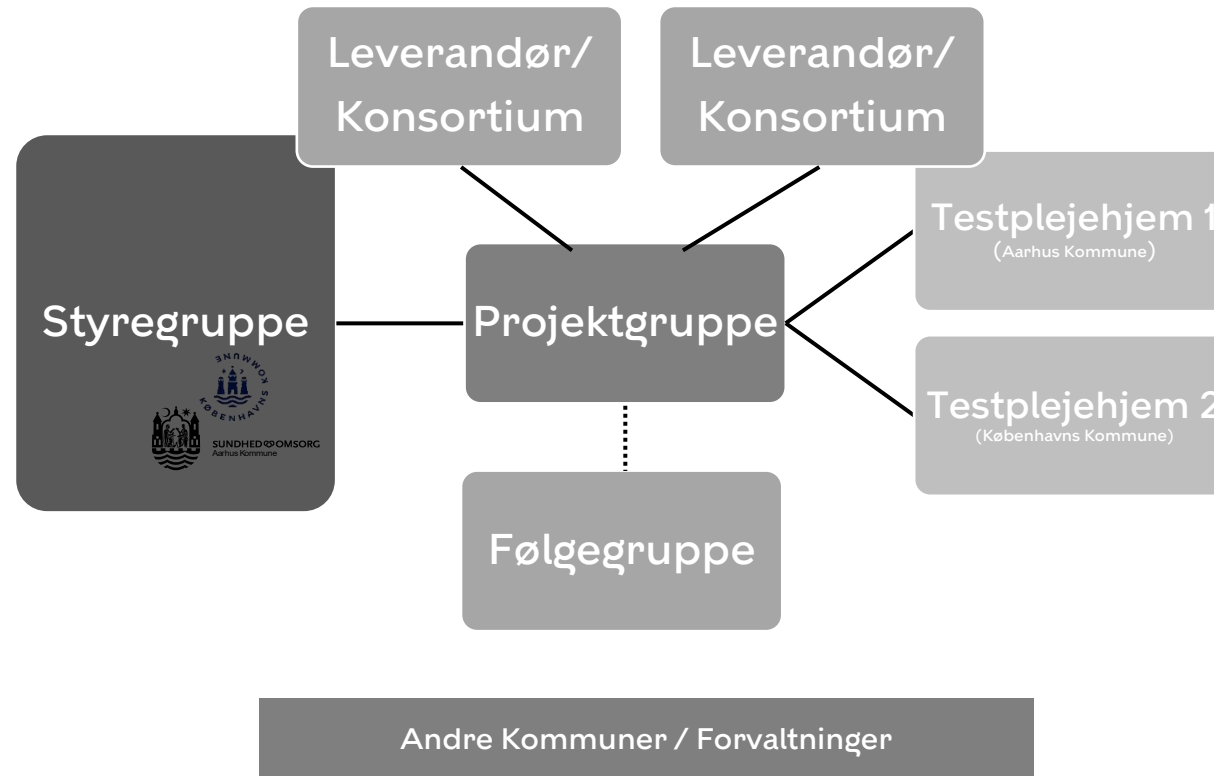 Leverandør/
Konsortium
Leverandør/
Konsortium
Styregruppe
KØBENHAVNS KOMMUNE
SUNDHED OG OMSORG
Aarhus Kommune
Projektgruppe
Testplejehjem 1
(Aarhus Kommune)
Testplejehjem 2
(Københavns Kommune)
Følgegruppe
Andre Kommuner / Forvaltninger